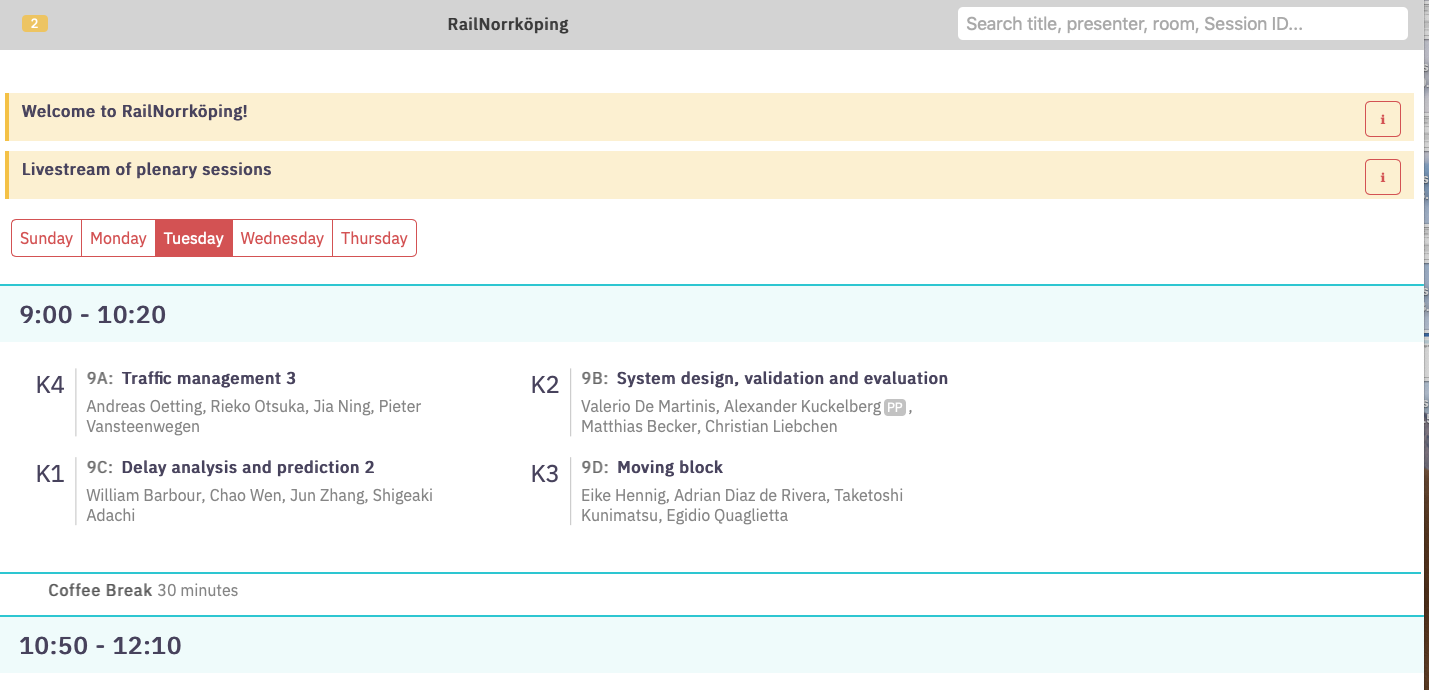 2
RailNorrköping
Search title, presenter, room, Session ID...
Welcome to RailNorrköping!
i
Livestream of plenary sessions
i
Sunday Monday Tuesday Wednesday Thursday
9:00 - 10:20
K4
9A: Traffic management 3
Andreas Oetting, Rieko Otsuka, Jia Ning, Pieter
Vansteenwegen
K2
9B: System design, validation and evaluation
Valerio De Martinis, Alexander Kuckelberg PP ,
Matthias Becker, Christian Liebchen
K1
9C: Delay analysis and prediction 2
William Barbour, Chao Wen, Jun Zhang, Shigeaki
Adachi
K3
9D: Moving block
Eike Hennig, Adrian Diaz de Rivera, Taketoshi
Kunimatsu, Egidio Quaglietta
Coffee Break 30 minutes
10:50 - 12:10